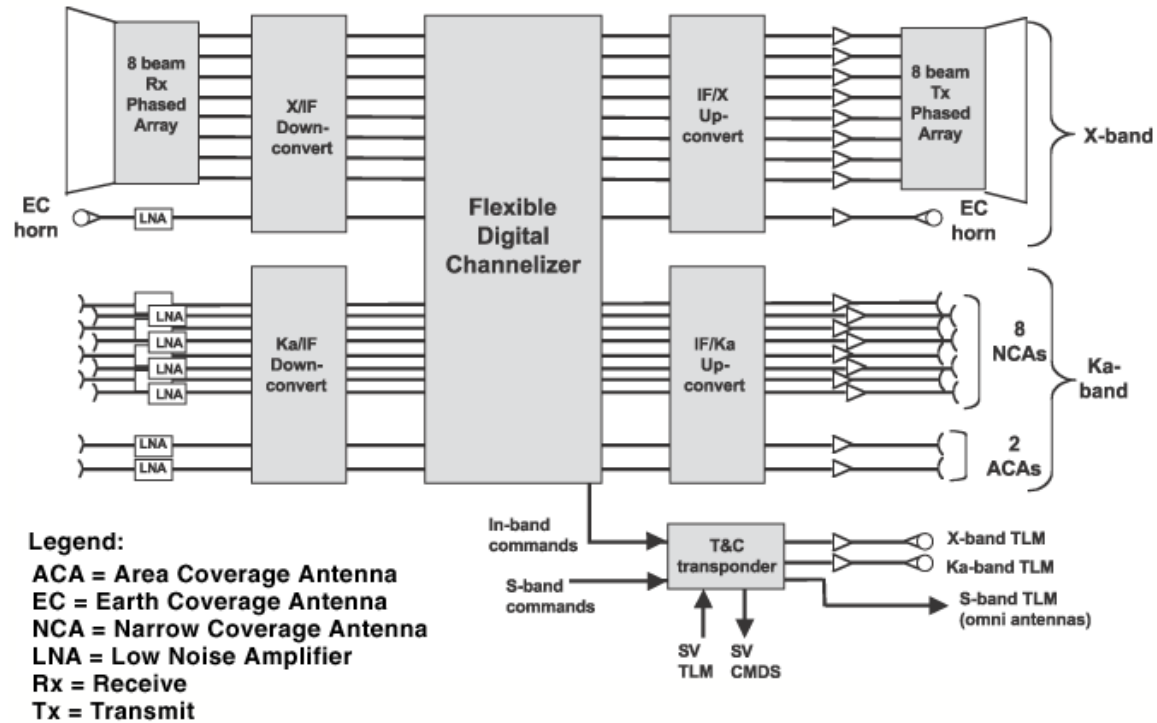 8 beam
Rx
Phased
Array
X/IF
Down-
convert
Flexible
Digital
Channelizer
IF/X
Up-
convert
8 beam
Tx
Phased
Array
X-band
EC
horn
LNA
EC
horn
LNA
LNA
LNA
LNA
Ka/IF
Down-
convert
IF/Ka
Up-
convert
8
NCAs
Ka-
band
LNA
LNA
2
ACAs
In-band
commands
S-band
commands
T&C
transponder
X-band TLM
Ka-band TLM
S-band TLM
(omni antennas)
SV
TLM
SV
CMDS
Legend:
ACA = Area Coverage Antenna
EC = Earth Coverage Antenna
NCA = Narrow Coverage Antenna
LNA = Low Noise Amplifier
Rx = Receive
Tx = Transmit